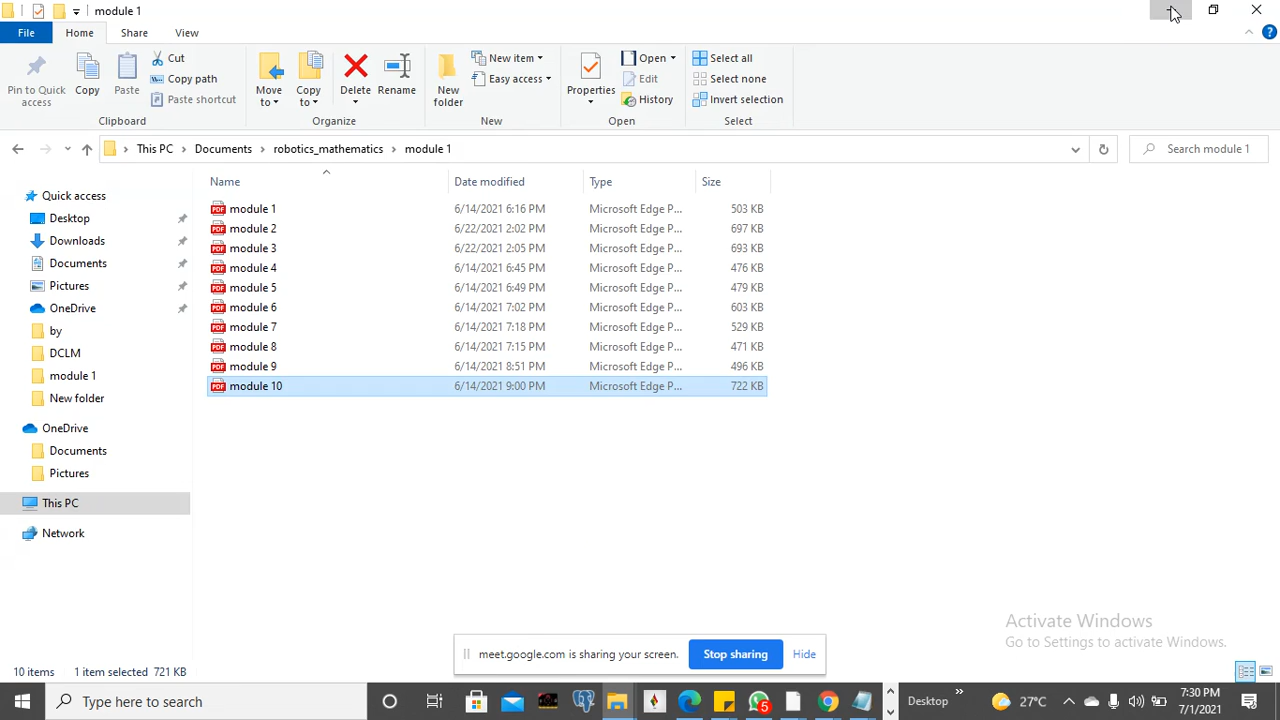 module 1
File Home Share View
Pin to Quick access
Copy
Paste
Cut
Copy path
Paste shortcut
Move to
Copy to
Delete
Rename
New folder
New item
Easy access
Properties
Open
Edit
History
Select all
Select none
Invert selection
Clipboard Organize New Open Select
This PC Documents robotics_mathematics module 1
Search module 1
Name Date modified Type Size
module 1 6/14/2021 6:16 PM Microsoft Edge P... 503 KB
module 2 6/22/2021 2:02 PM Microsoft Edge P... 697 KB
module 3 6/22/2021 2:05 PM Microsoft Edge P... 693 KB
module 4 6/14/2021 6:45 PM Microsoft Edge P... 476 KB
module 5 6/14/2021 6:49 PM Microsoft Edge P... 479 KB
module 6 6/14/2021 7:02 PM Microsoft Edge P... 603 KB
module 7 6/14/2021 7:18 PM Microsoft Edge P... 529 KB
module 8 6/14/2021 7:15 PM Microsoft Edge P... 471 KB
module 9 6/14/2021 8:51 PM Microsoft Edge P... 496 KB
module 10 6/14/2021 9:00 PM Microsoft Edge P... 722 KB
Quick access
Desktop
Downloads
Documents
Pictures
OneDrive
by
DCLM
module 1
New folder
OneDrive
Documents
Pictures
This PC
Network
Activate Windows
Go to Settings to activate Windows.
meet.google.com is sharing your screen. Stop sharing Hide
10 items 1 item selected 721 KB
Type here to search
5
Desktop
27°C
7:30 PM
7/1/2021